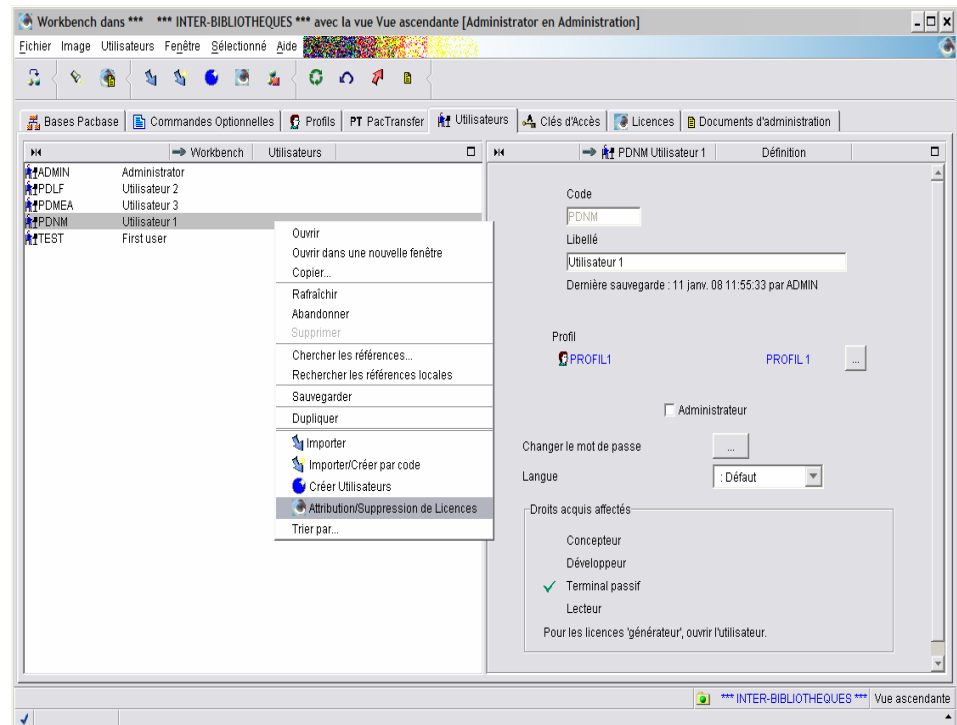 Workbench dans *** *** INTER-BIBLIOTHEQUES *** avec la vue Vue ascendante [Administrator en Administration]
Fichier Image Utilisateurs Fenêtre Sélectionné Aide
Bases Pacbase Commandes Optionnelles Profils PT PacTransfer Utilisateurs Clés d'Accès Licences Documents d'administration
Workbench Utilisateurs
ADMIN Administrator
PDLF Utilisateur 2
PDMEA Utilisateur 3
PDNM Utilisateur 1
TEST First user
Ouvrir
Ouvrir dans une nouvelle fenêtre
Copier...
Rafraîchir
Abandonner
Supprimer
Chercher les références...
Rechercher les références locales
Sauvegarder
Dupliquer
Importer
Importer/Créer par code
Créer Utilisateurs
Attribution/Suppression de Licences
Trier par...
PDNM Utilisateur 1 Définition
Code
PDNM
Libellé
Utilisateur 1
Dernière sauvegarde : 11 janv. 08 11:55:33 par ADMIN
Profil
PROFIL1 PROFIL 1 ...
Administrateur
Changer le mot de passe ...
Langue : Défaut
Droits acquis affectés
Concepteur
Développeur
Terminal passif
Lecteur
Pour les licences 'générateur', ouvrir l'utilisateur.
*** INTER-BIBLIOTHEQUES *** Vue ascendante